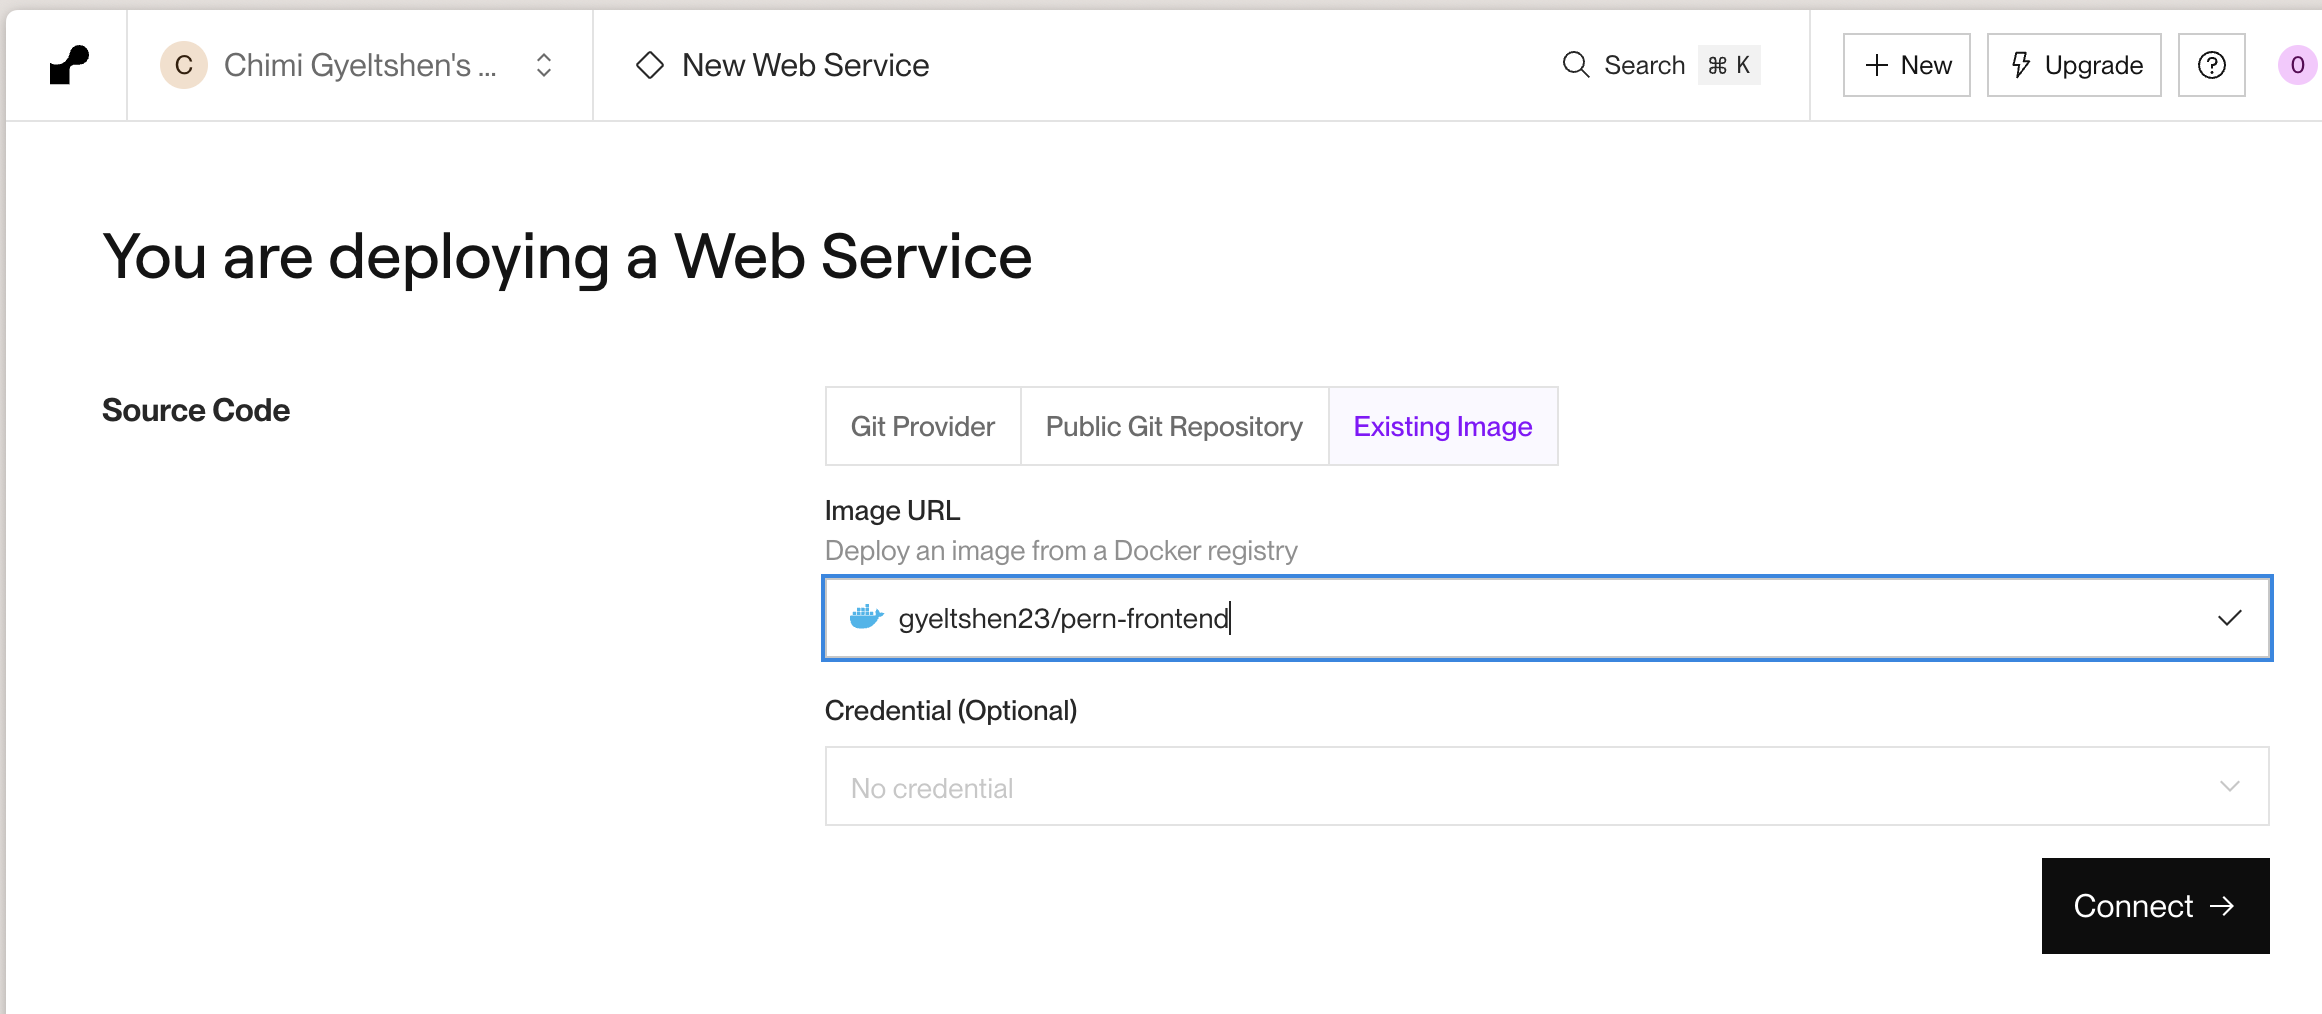 C Chimi Gyeltshen's ... New Web Service Search ⌘ K + New Upgrade ? 0
You are deploying a Web Service
Source Code
Git Provider Public Git Repository Existing Image
Image URL
Deploy an image from a Docker registry
gyeltshen23/pern-frontend
Credential (Optional)
No credential
Connect →